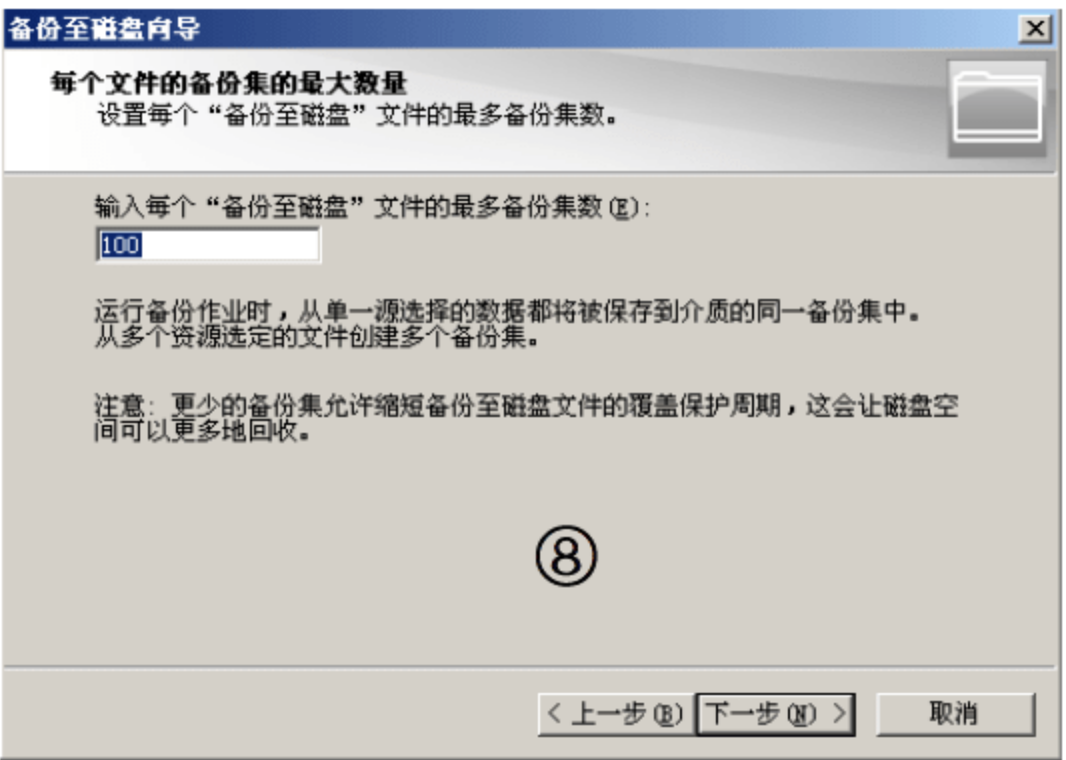 备份至磁盘向导
每个文件的备份集的最大数量
设置每个“备份至磁盘”文件的最多备份集数。
输入每个“备份至磁盘”文件的最多备份集数(E):
100
运行备份作业时，从单一源选择的数据都将被保存到介质的同一备份集中。
从多个资源选定的文件创建多个备份集。
注意: 更少的备份集允许缩短备份至磁盘文件的覆盖保护周期，这会让磁盘空
间可以更多地回收。
⑧
< 上一步(B) 下一步(N) > 取消